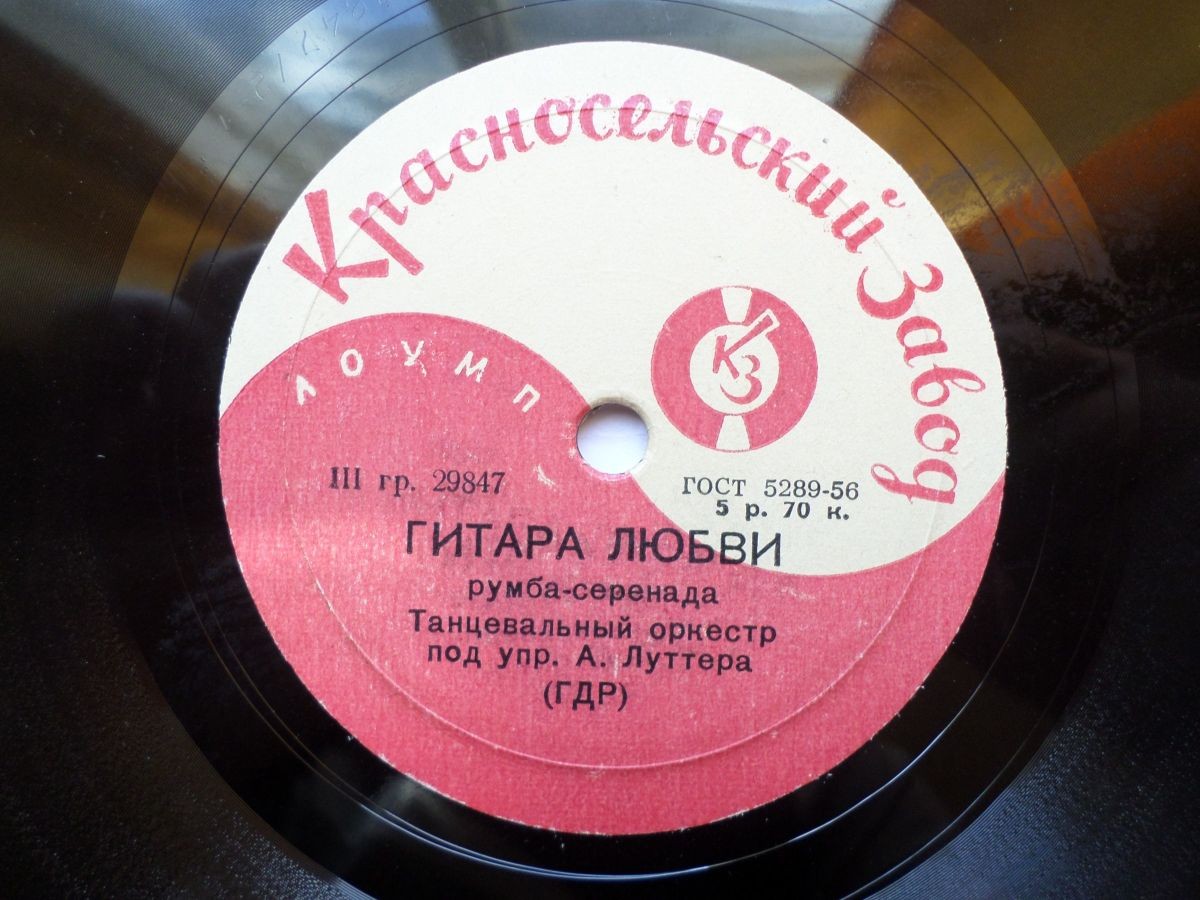 Красносельский Завод
ЛОУМП
КЗ
III гр. 29847
ГОСТ 5289-56
5 р. 70 к.
ГИТАРА ЛЮБВИ
румба-серенада
Танцевальный оркестр
под упр. А. Луттера
(ГДР)